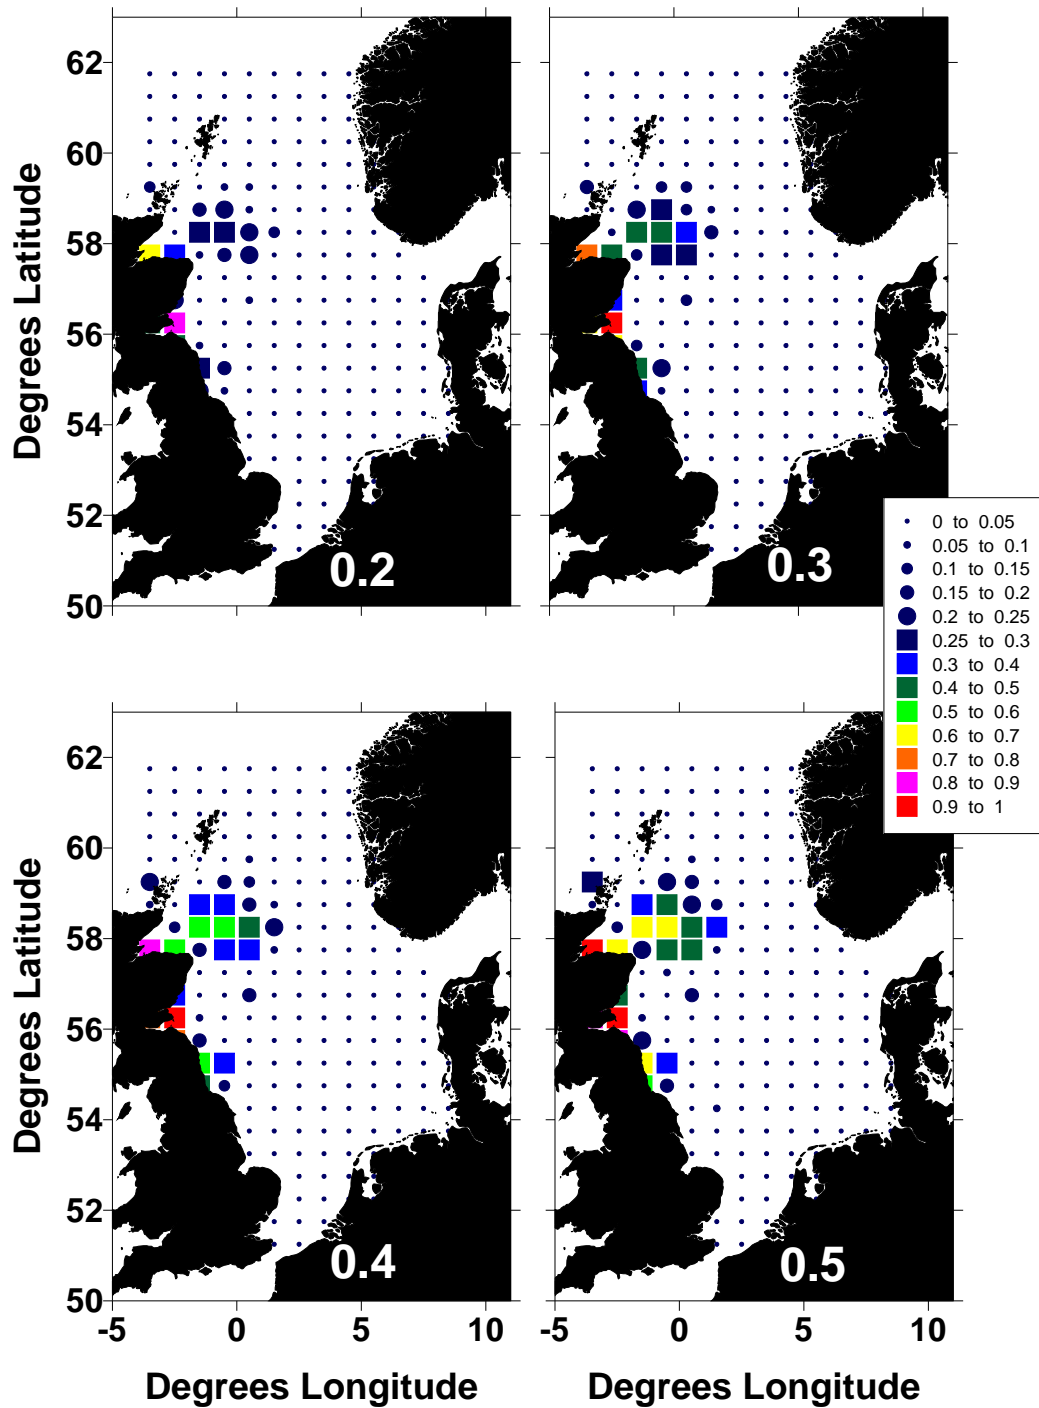 62
60
58
56
54
52
50
Degrees Latitude
0.2
0.3
0 to 0.05
0.05 to 0.1
0.1 to 0.15
0.15 to 0.2
0.2 to 0.25
0.25 to 0.3
0.3 to 0.4
0.4 to 0.5
0.5 to 0.6
0.6 to 0.7
0.7 to 0.8
0.8 to 0.9
0.9 to 1
62
60
58
56
54
52
50
Degrees Latitude
0.4
0.5
-5 0 5 10
-5 0 5 10
Degrees Longitude
Degrees Longitude